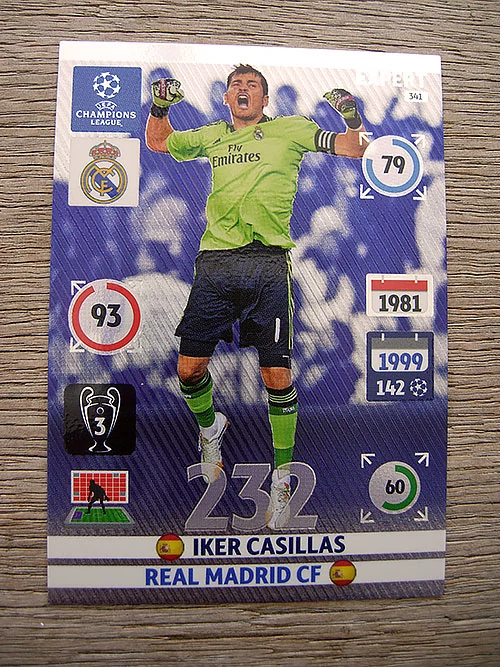 EXPERT
341
UEFA
CHAMPIONS
LEAGUE
Fly
Emirates
79
93
1981
1999
142
3
1
60
232
IKER CASILLAS
REAL MADRID CF